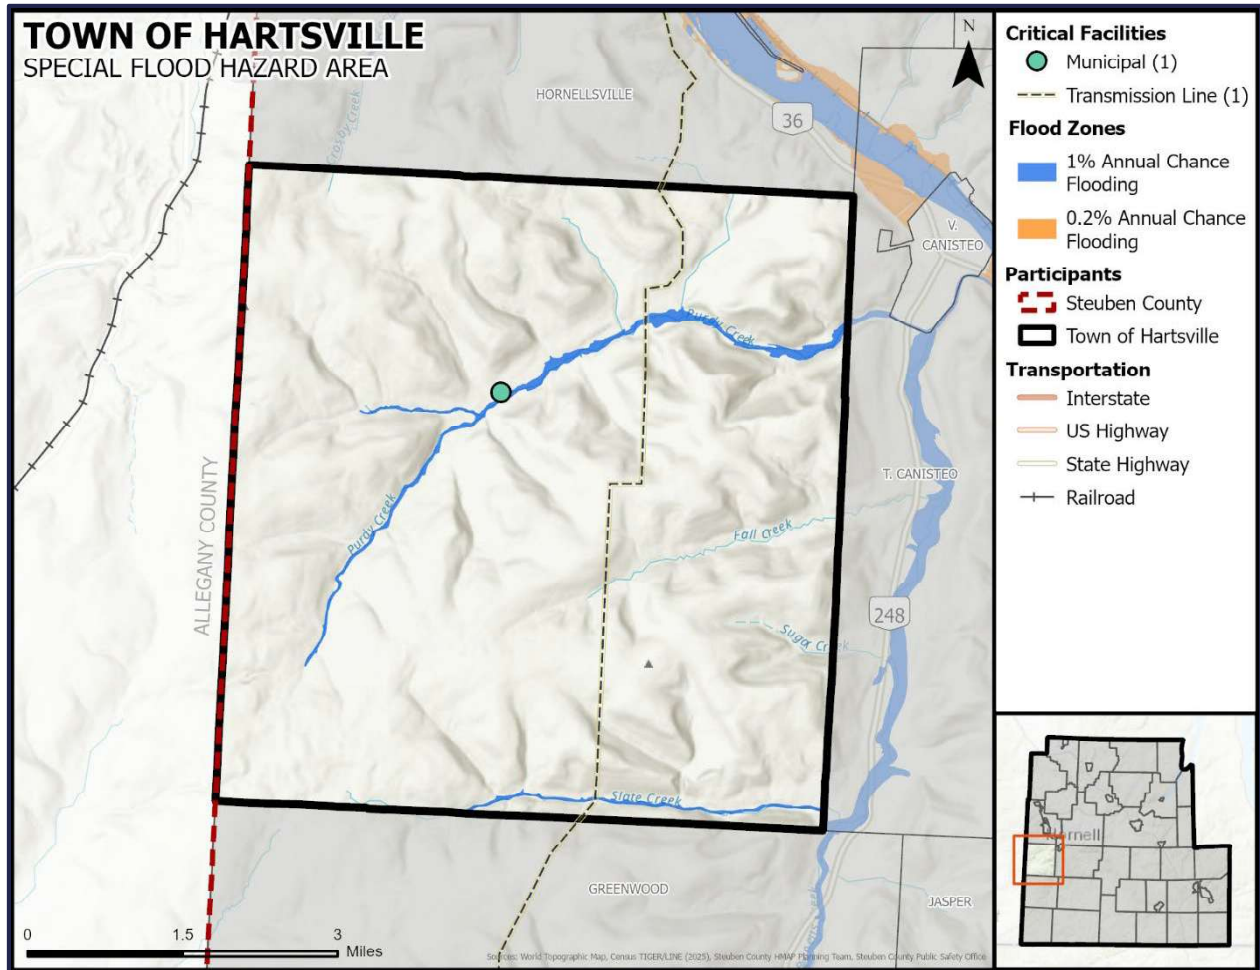 TOWN OF HARTSVILLE
SPECIAL FLOOD HAZARD AREA
N
HORNELLSVILLE
Crosby Creek
36
V.
CANISTEO
Purdy Creek
T. CANISTEO
ALLEGANY COUNTY
Purdy Creek
Fall Creek
248
Sugar Creek
Slate Creek
GREENWOOD
JASPER
Creek
0
1.5
3
Miles
Sources: World Topographic Map, Census TIGER/LINE (2025), Steuben County HMAP Planning Team, Steuben County Public Safety Office
Critical Facilities
Municipal (1)
Transmission Line (1)
Flood Zones
1% Annual Chance
Flooding
0.2% Annual Chance
Flooding
Participants
Steuben County
Town of Hartsville
Transportation
Interstate
US Highway
State Highway
Railroad